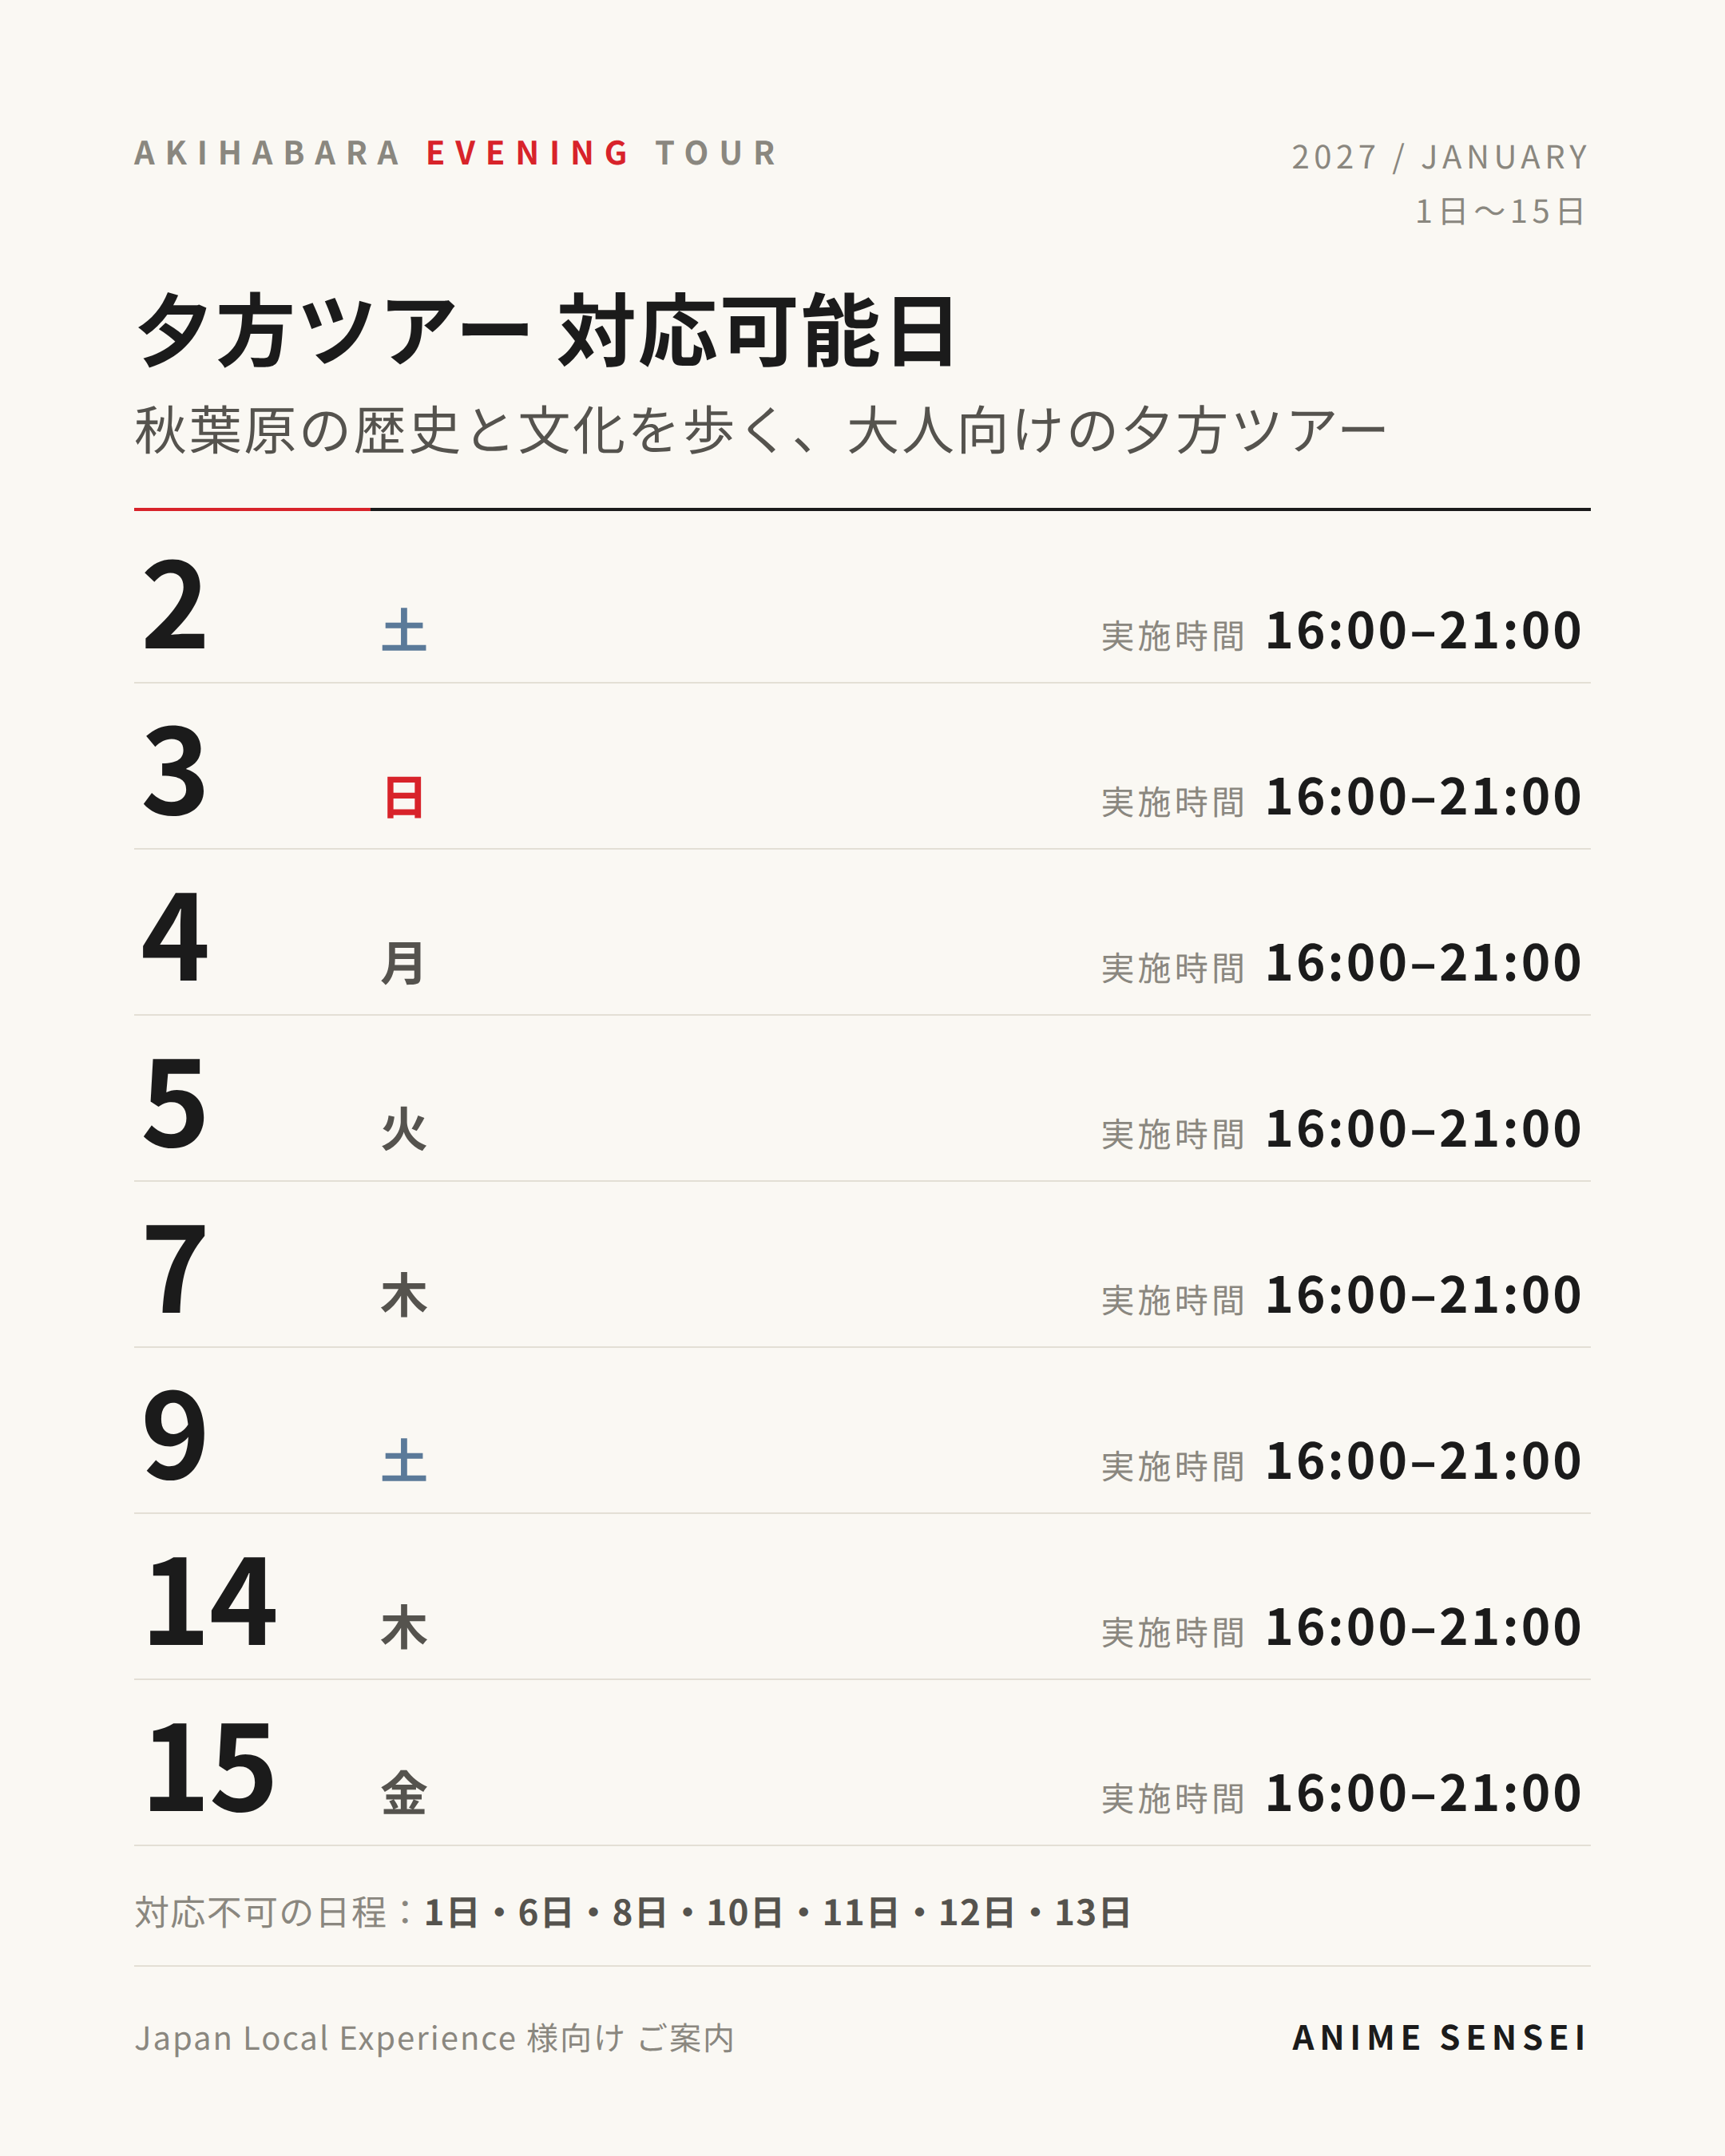 AKIHABARA EVENING TOUR
2027 / JANUARY
1日〜15日
夕方ツアー 対応可能日
秋葉原の歴史と文化を歩く、大人向けの夕方ツアー
2 土 実施時間 16:00–21:00
3 日 実施時間 16:00–21:00
4 月 実施時間 16:00–21:00
5 火 実施時間 16:00–21:00
7 木 実施時間 16:00–21:00
9 土 実施時間 16:00–21:00
14 木 実施時間 16:00–21:00
15 金 実施時間 16:00–21:00
対応不可の日程：1日・6日・8日・10日・11日・12日・13日
Japan Local Experience 様向け ご案内
ANIME SENSEI